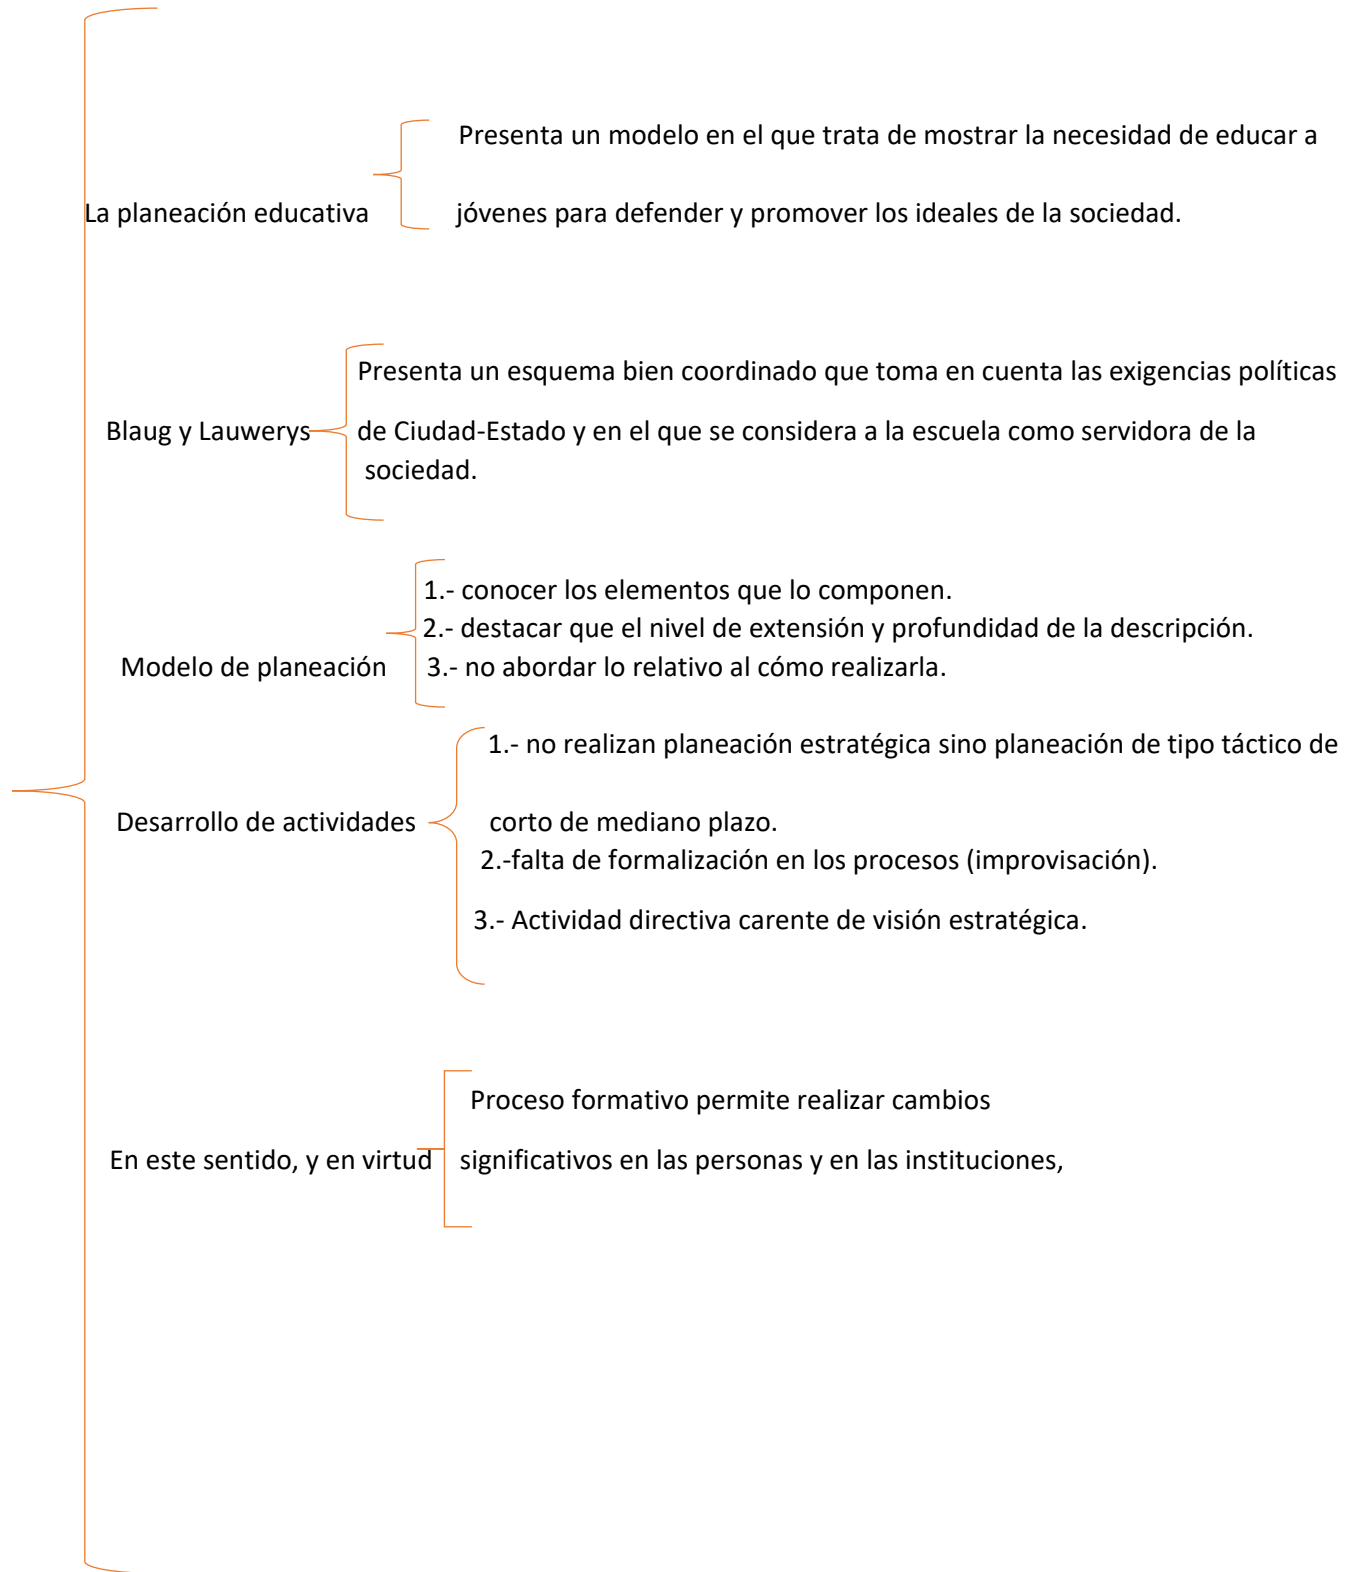 Presenta un modelo en el que trata de mostrar la necesidad de educar a
La planeación educativa jóvenes para defender y promover los ideales de la sociedad.
Presenta un esquema bien coordinado que toma en cuenta las exigencias políticas
Blaug y Lauwerys de Ciudad-Estado y en el que se considera a la escuela como servidora de la
sociedad.
1.- conocer los elementos que lo componen.
2.- destacar que el nivel de extensión y profundidad de la descripción.
Modelo de planeación 3.- no abordar lo relativo al cómo realizarla.
1.- no realizan planeación estratégica sino planeación de tipo táctico de
Desarrollo de actividades corto de mediano plazo.
2.-falta de formalización en los procesos (improvisación).
3.- Actividad directiva carente de visión estratégica.
Proceso formativo permite realizar cambios
En este sentido, y en virtud significativos en las personas y en las instituciones,